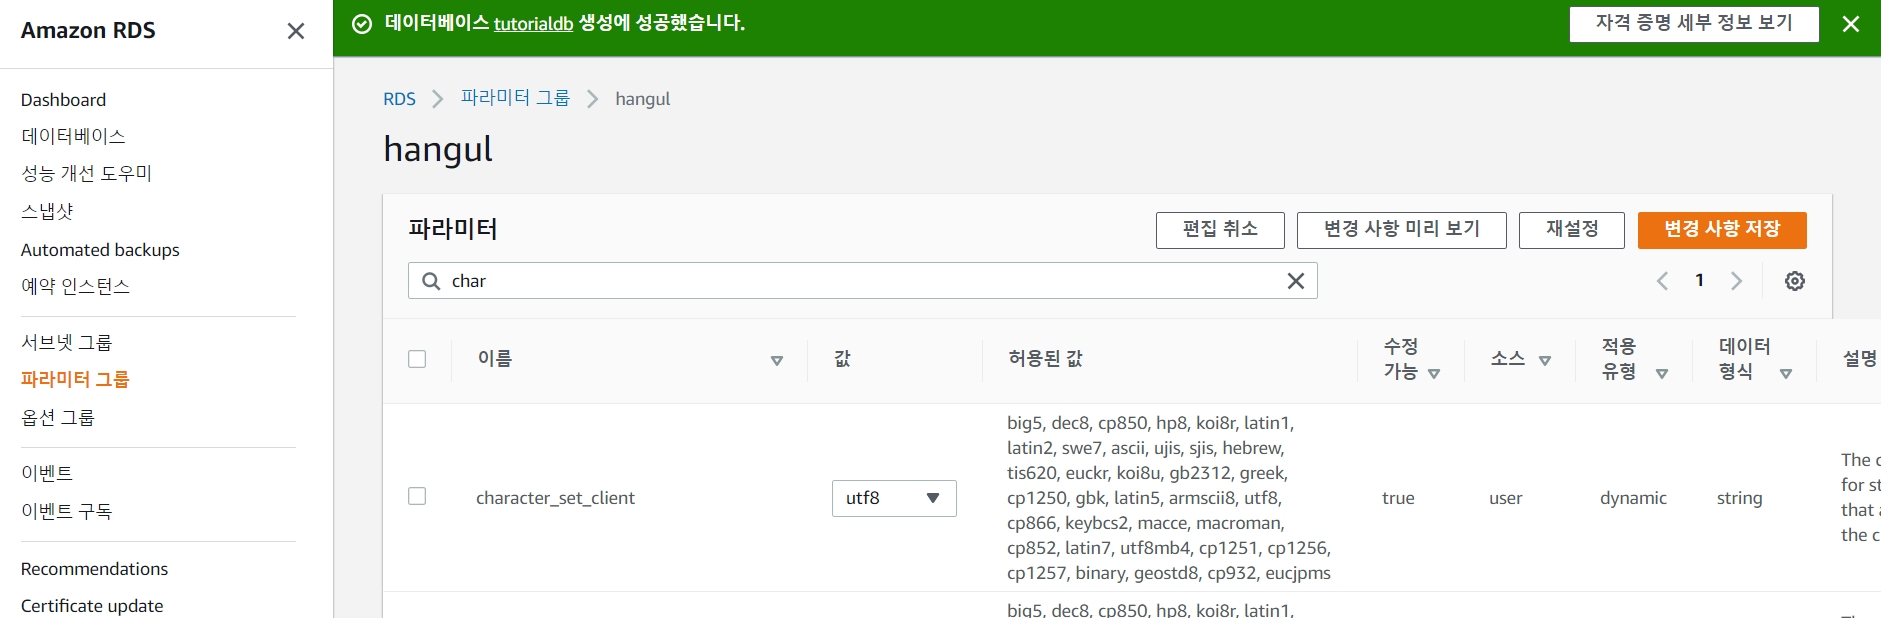 Amazon RDS
Dashboard
데이터베이스
성능 개선 도우미
스냅샷
Automated backups
예약 인스턴스
서브넷 그룹
파라미터 그룹
옵션 그룹
이벤트
이벤트 구독
Recommendations
Certificate update
데이터베이스 tutorialdb 생성에 성공했습니다.
자격 증명 세부 정보 보기
RDS 파라미터 그룹 hangul
hangul
파라미터
편집 취소
변경 사항 미리 보기
재설정
변경 사항 저장
char
1
이름
값
허용된 값
수정
가능
소스
적용
유형
데이터
형식
설명
character_set_client
utf8
big5, dec8, cp850, hp8, koi8r, latin1,
latin2, swe7, ascii, ujis, sjis, hebrew,
tis620, euckr, koi8u, gb2312, greek,
cp1250, gbk, latin5, armscii8, utf8,
cp866, keybcs2, macce, macroman,
cp852, latin7, utf8mb4, cp1251, cp1256,
cp1257, binary, geostd8, cp932, eucjpms
true
user
dynamic
string
The
for
that
the
big5, dec8, cp850, hp8, koi8r, latin1,